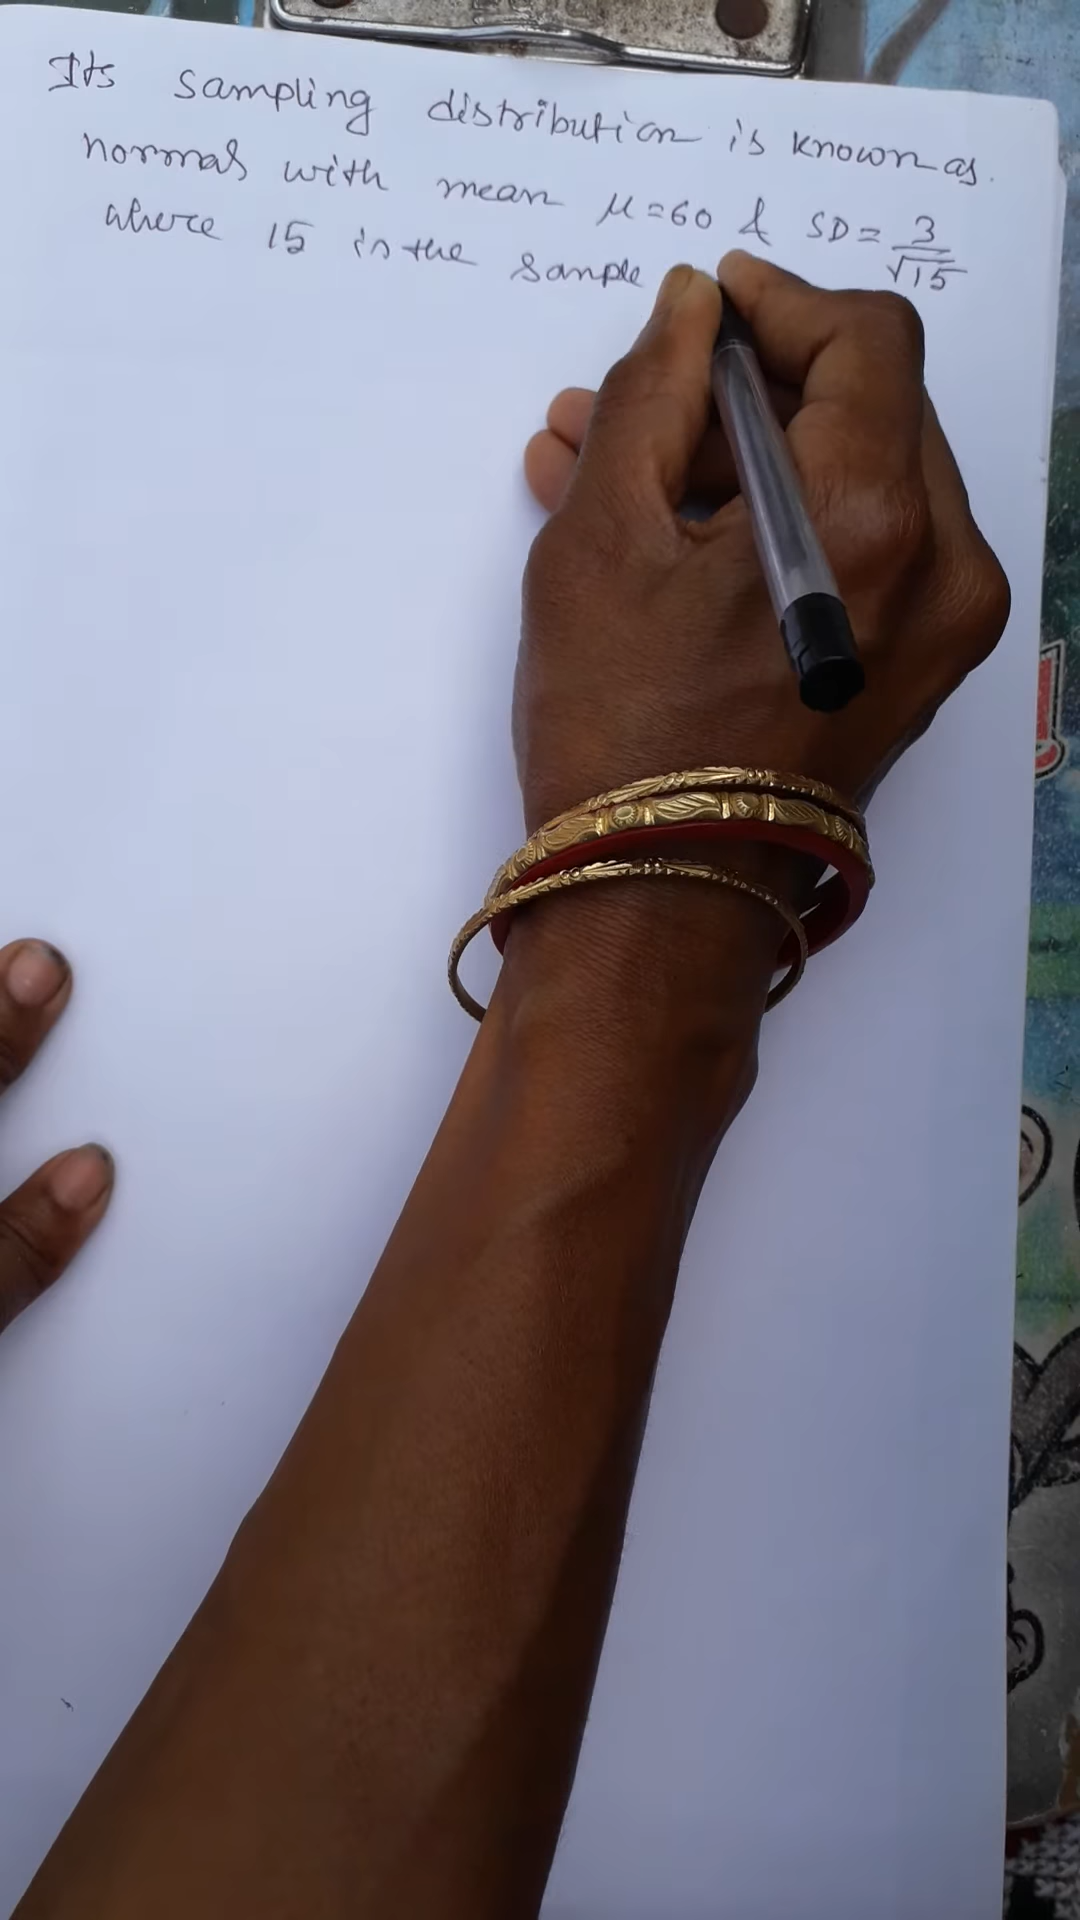 Its sampling distribution is known as.
normal with mean μ=60 & SD= 3/√15
where 15 is the sample